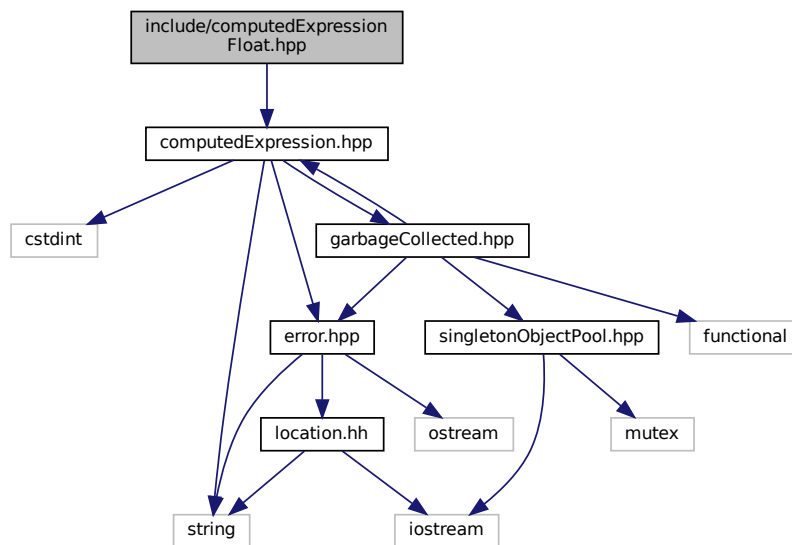 include/computedExpression
Float.hpp
computedExpression.hpp
cstdint
garbageCollected.hpp
error.hpp
singletonObjectPool.hpp
functional
location.hh
ostream
mutex
string
iostream